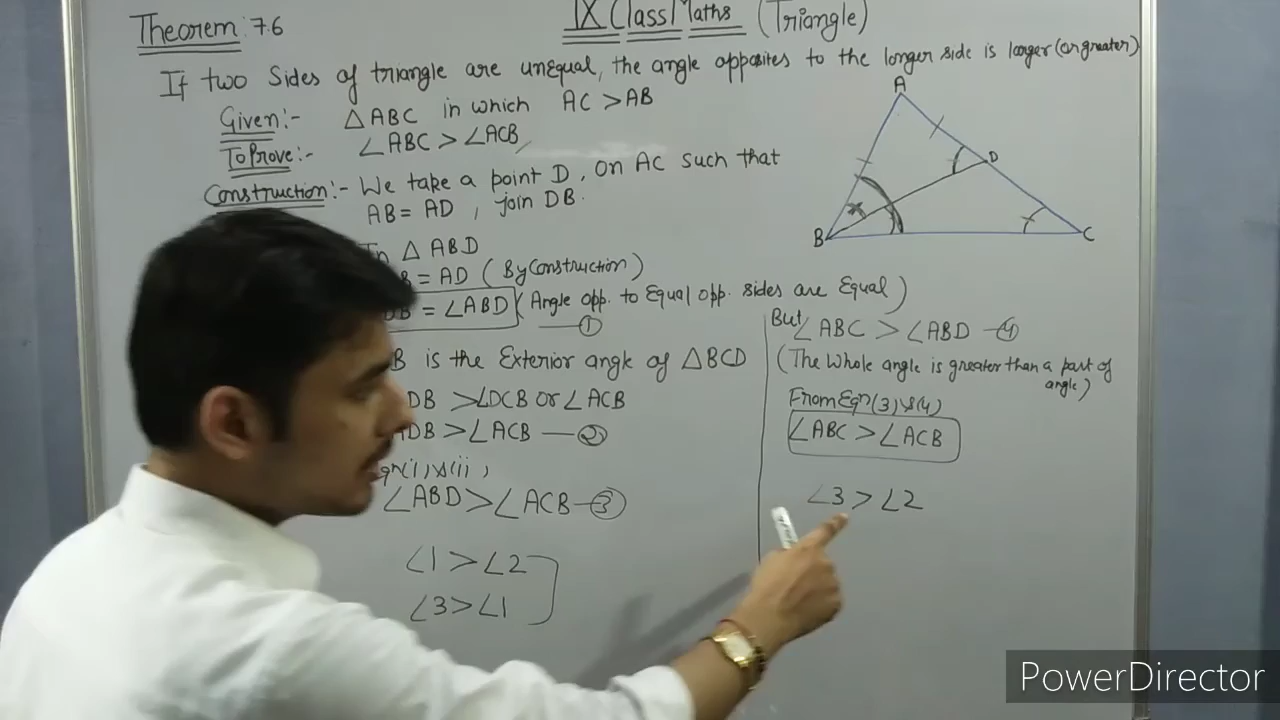 Theorem: 7.6
IX Class Maths (Triangle)
If two Sides of triangle are unequal, the angle opposites to the longer side is larger (or greater)
Given:- △ABC in which AC > AB
To Prove:- ∠ABC > ∠ACB
Construction:- We take a point D, on AC such that
AB = AD, join DB.
In △ ABD
B = AD (By Construction)
DB = ∠ABD (Angle opp. to Equal opp. sides are Equal)
①
B is the Exterior angle of △BCD
DB > ∠DCB or ∠ACB
ADB > ∠ACB — ②
qn(i) & (ii),
∠ABD > ∠ACB — ③
∠1 > ∠2
∠3 > ∠1
But ∠ABC > ∠ABD — ④
(The Whole angle is greater than a part of
angle)
From Eqn (3) & (4)
∠ABC > ∠ACB
∠3 > ∠2
A
D
B
C
PowerDirector